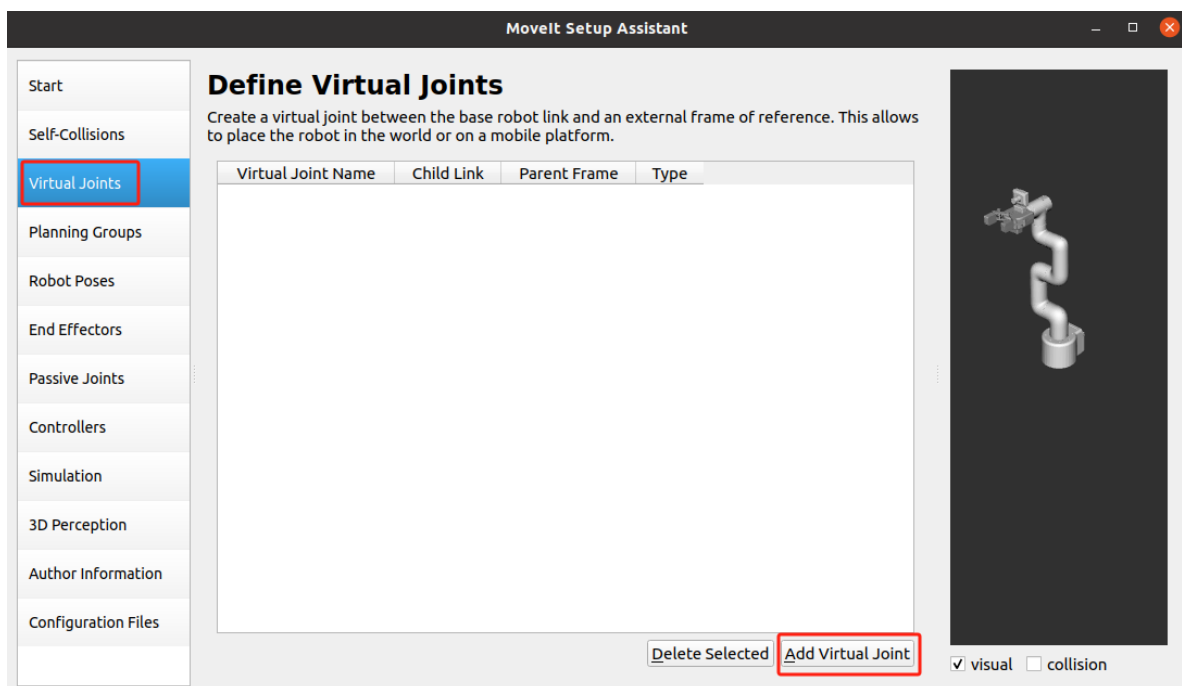 MoveIt Setup Assistant
Start
Self-Collisions
Virtual Joints
Planning Groups
Robot Poses
End Effectors
Passive Joints
Controllers
Simulation
3D Perception
Author Information
Configuration Files
Define Virtual Joints
Create a virtual joint between the base robot link and an external frame of reference. This allows
to place the robot in the world or on a mobile platform.
Virtual Joint Name Child Link Parent Frame Type
Delete Selected Add Virtual Joint
visual collision